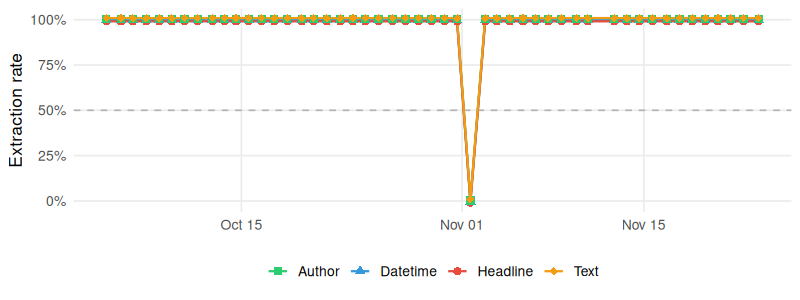 Extraction rate
100%
75%
50%
25%
0%
Oct 15
Nov 01
Nov 15
Author
Datetime
Headline
Text